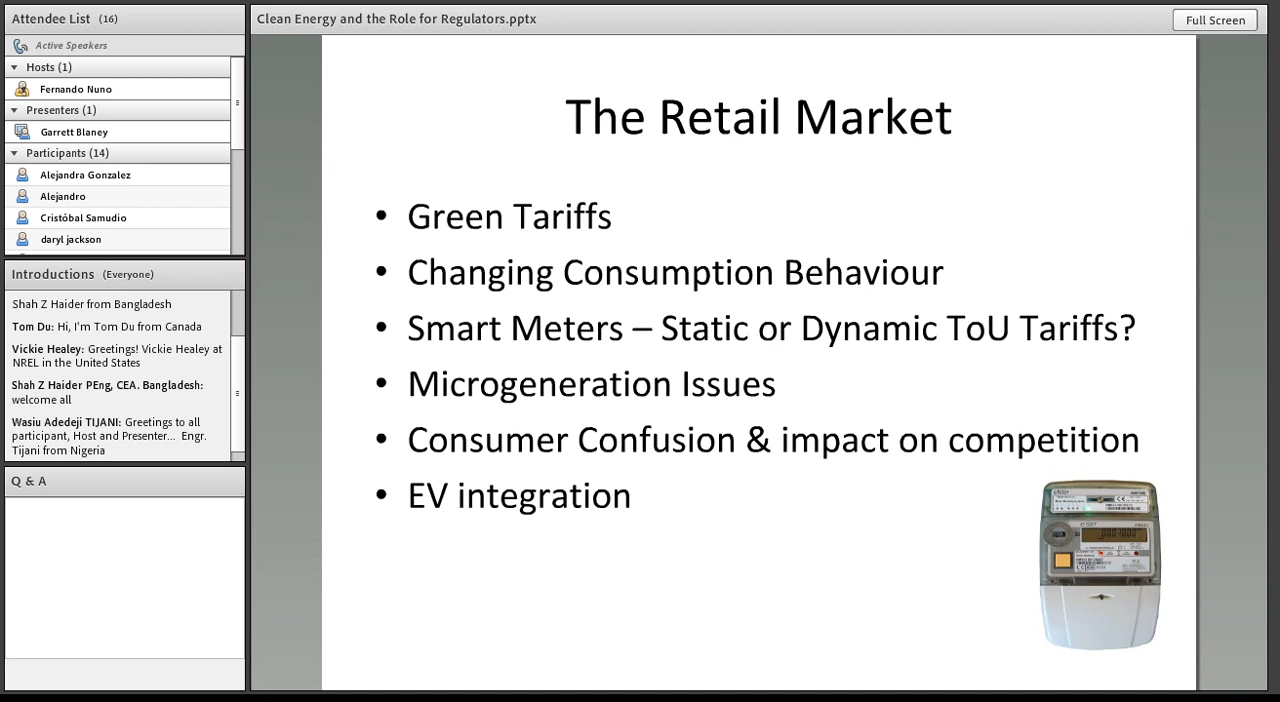 Attendee List (16)
Active Speakers
Hosts (1)
Fernando Nuno
Presenters (1)
Garrett Blaney
Participants (14)
Alejandra Gonzalez
Alejandro
Cristóbal Samudio
daryl jackson
Introductions (Everyone)
Shah Z Haider from Bangladesh
Tom Du: Hi, I'm Tom Du from Canada
Vickie Healey: Greetings! Vickie Healey at
NREL in the United States
Shah Z Haider PEng, CEA. Bangladesh:
welcome all
Wasiu Adedeji TIJANI: Greetings to all
participant, Host and Presenter... Engr.
Tijani from Nigeria
Q & A
Clean Energy and the Role for Regulators.pptx
Full Screen
The Retail Market
• Green Tariffs
• Changing Consumption Behaviour
• Smart Meters – Static or Dynamic ToU Tariffs?
• Microgeneration Issues
• Consumer Confusion & impact on competition
• EV integration
elster